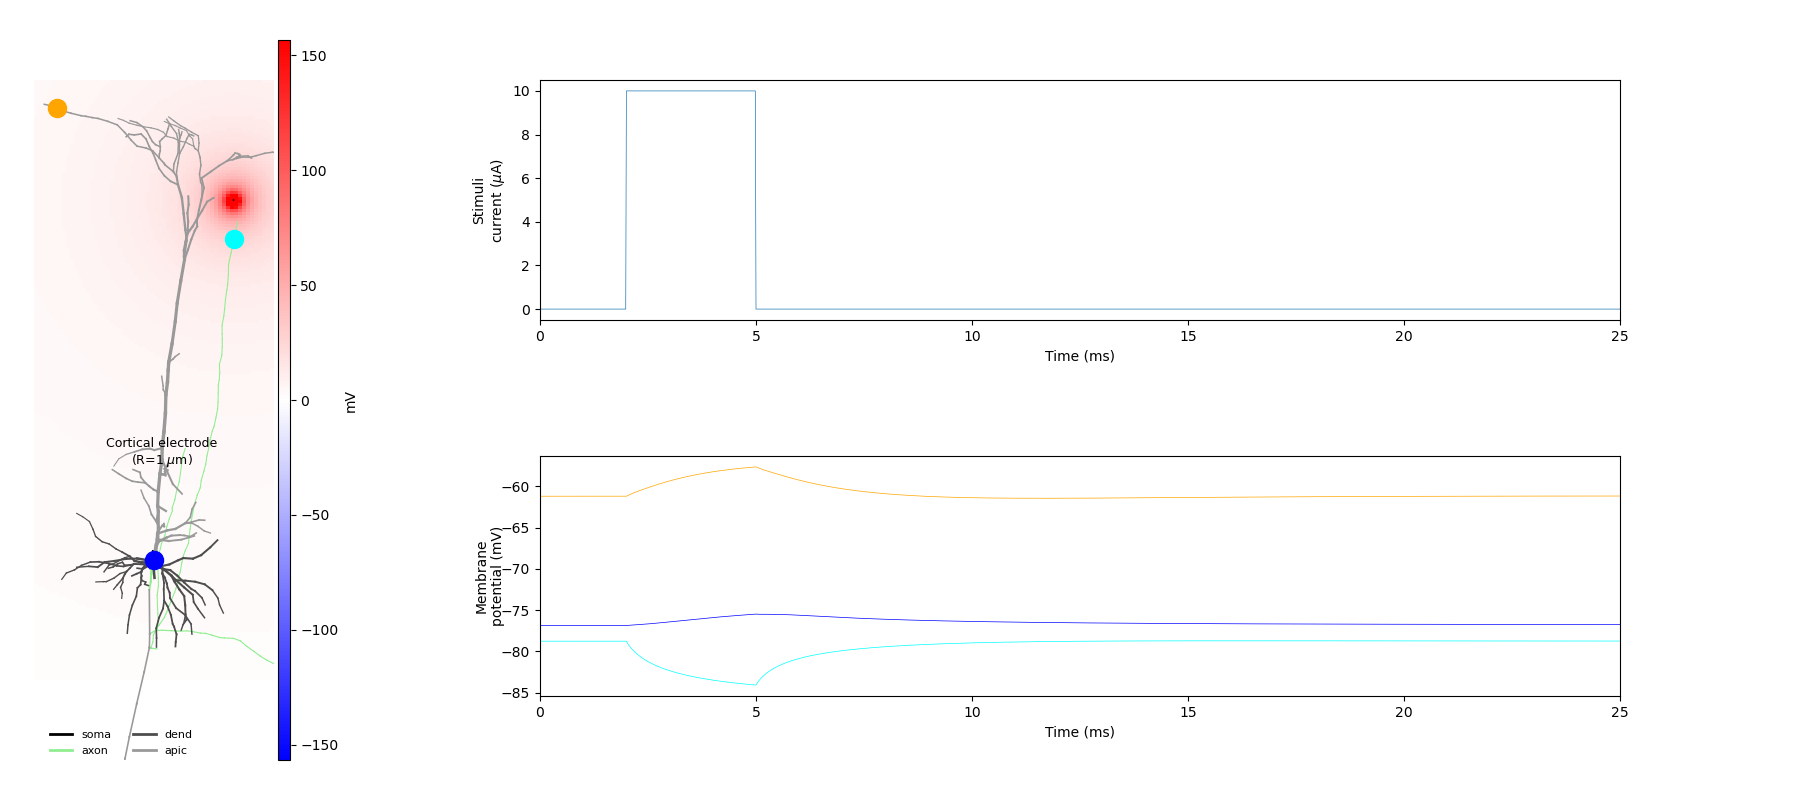 150
100
50
0
−50
−100
−150
mV
Cortical electrode
(R=1 μm)
soma
dend
axon
apic
10
8
6
4
2
0
Stimuli
current (μA)
0
5
10
15
20
25
Time (ms)
−60
−65
−70
−75
−80
−85
Membrane
potential (mV)
0
5
10
15
20
25
Time (ms)